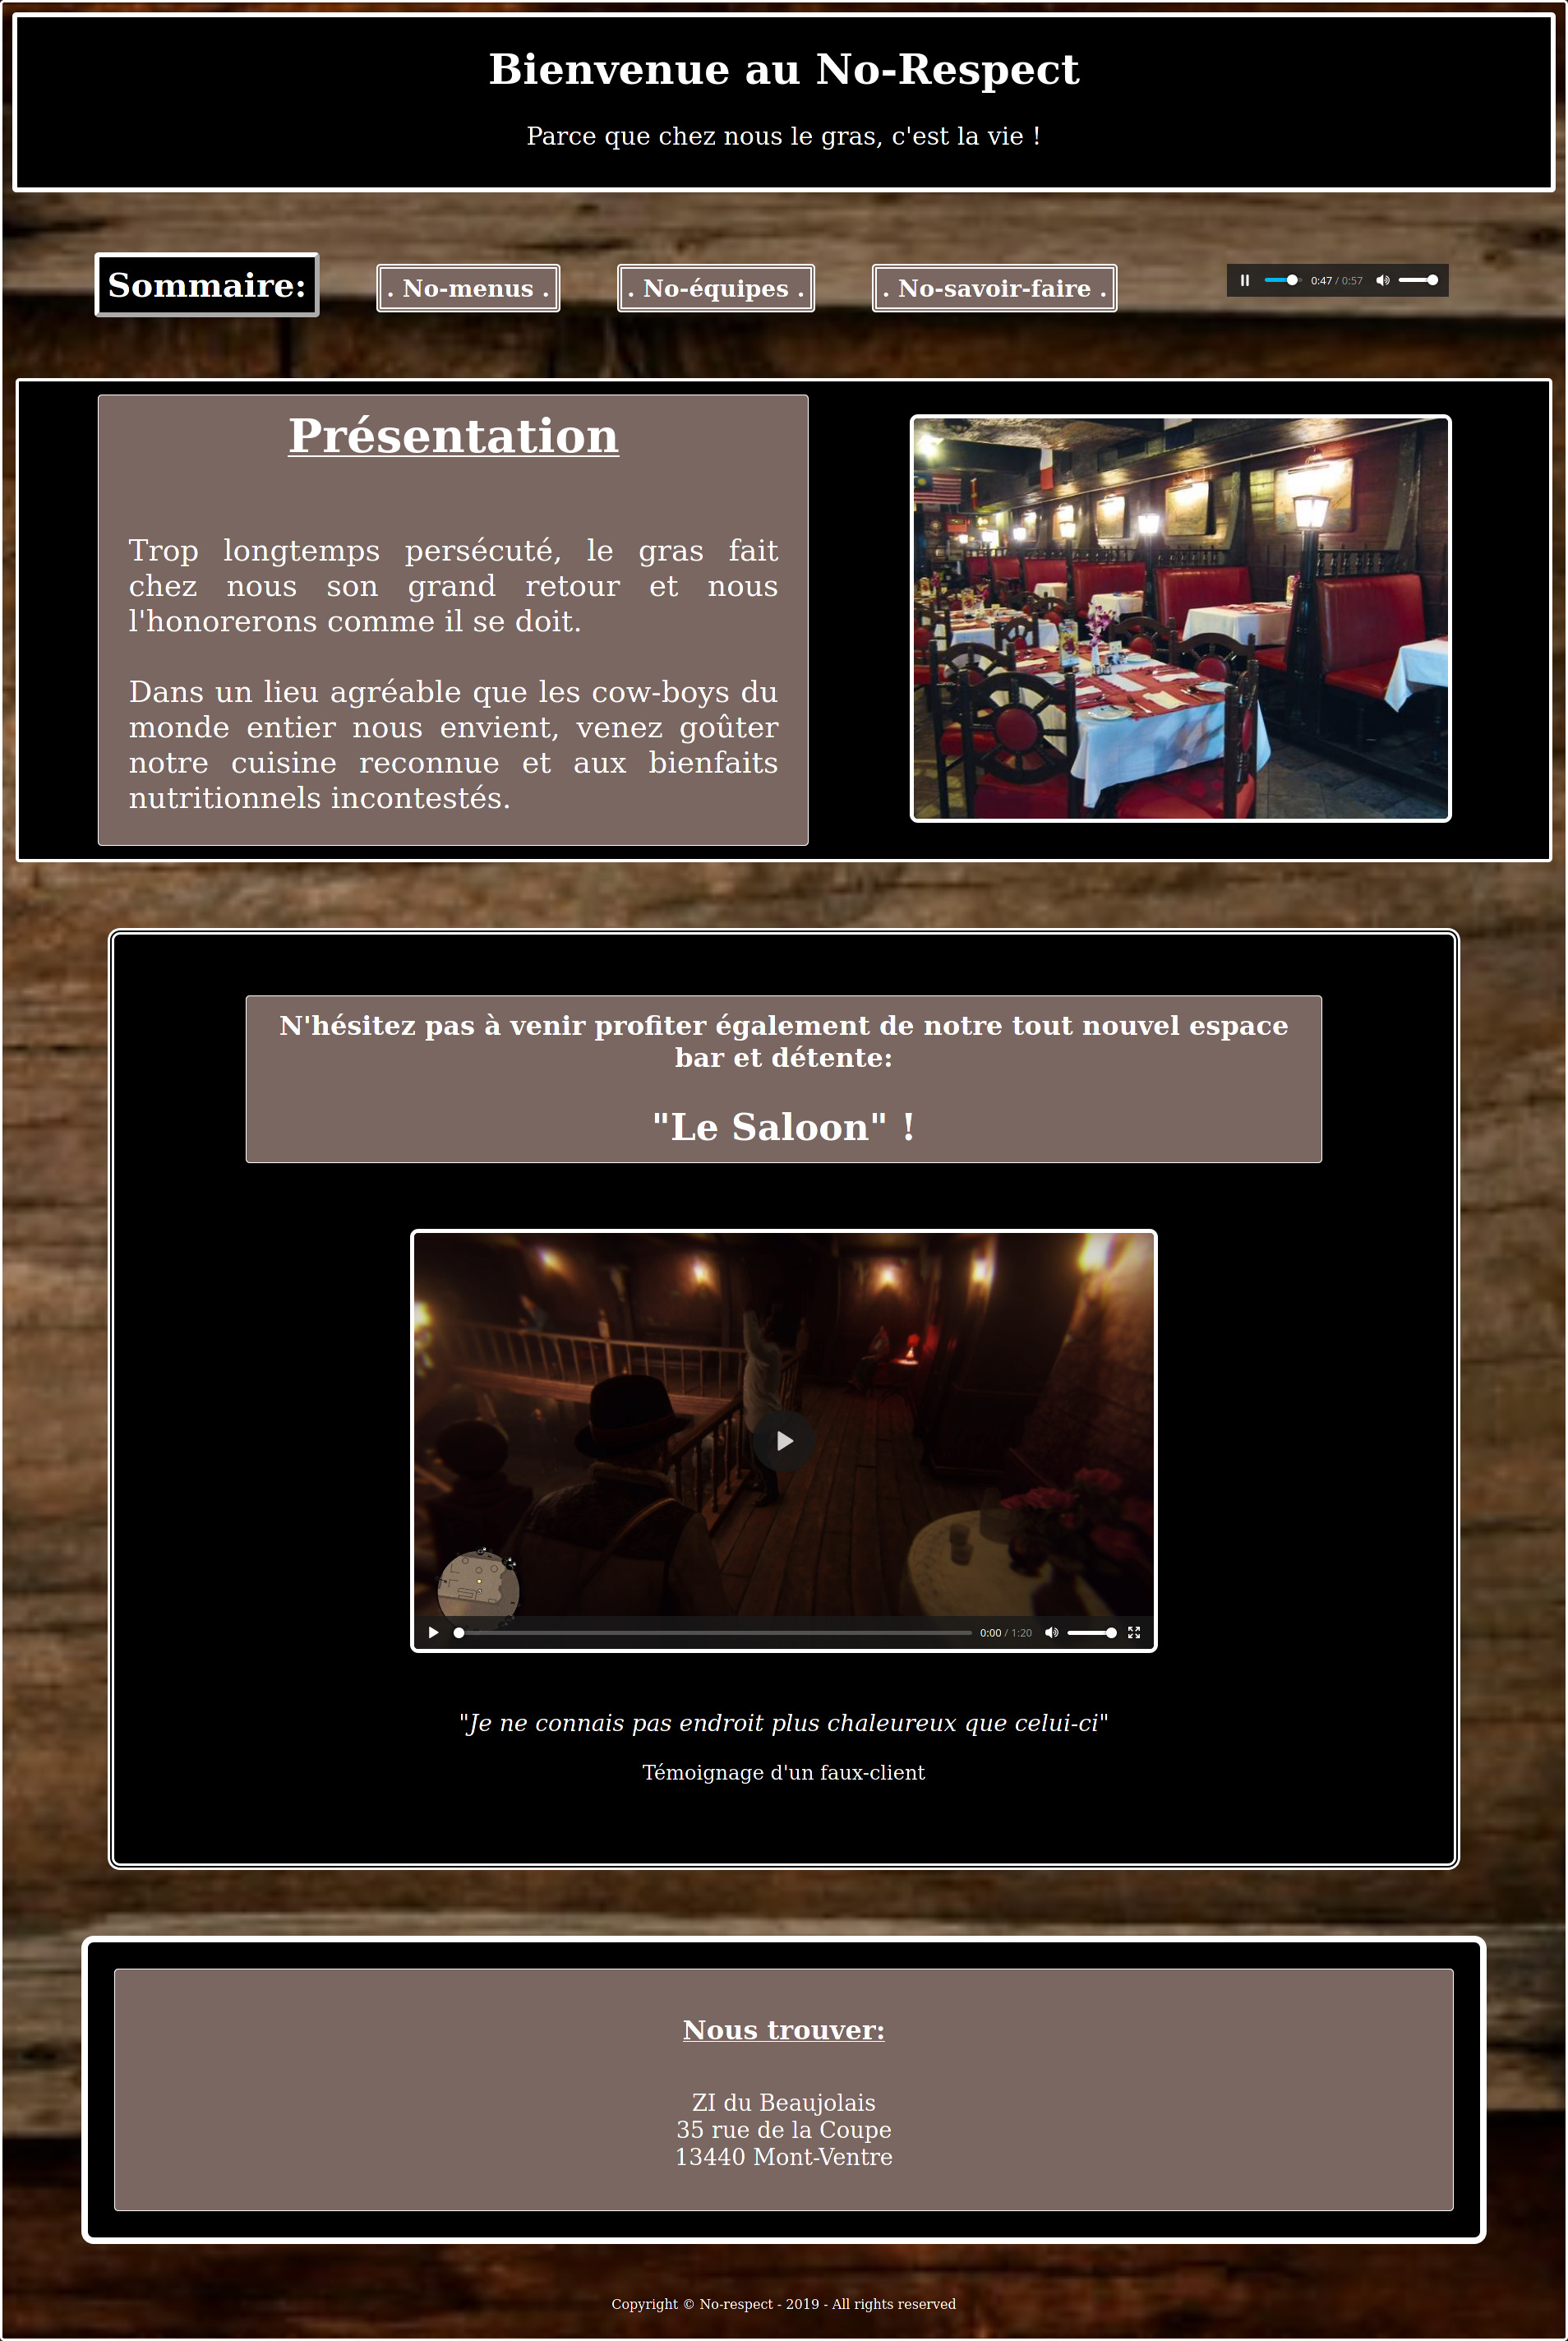 Bienvenue au No-Respect
Parce que chez nous le gras, c'est la vie !
Sommaire:
. No-menus .
. No-équipes .
. No-savoir-faire .
0:47 / 0:57
Présentation
Trop longtemps persécuté, le gras fait
chez nous son grand retour et nous
l'honorerons comme il se doit.
Dans un lieu agréable que les cow-boys du
monde entier nous envient, venez goûter
notre cuisine reconnue et aux bienfaits
nutritionnels incontestés.
N'hésitez pas à venir profiter également de notre tout nouvel espace
bar et détente:
"Le Saloon" !
0:00 / 1:20
"Je ne connais pas endroit plus chaleureux que celui-ci"
Témoignage d'un faux-client
Nous trouver:
ZI du Beaujolais
35 rue de la Coupe
13440 Mont-Ventre
Copyright © No-respect - 2019 - All rights reserved